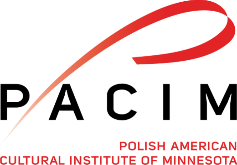 PACIM
POLISH AMERICAN
CULTURAL INSTITUTE OF MINNESOTA